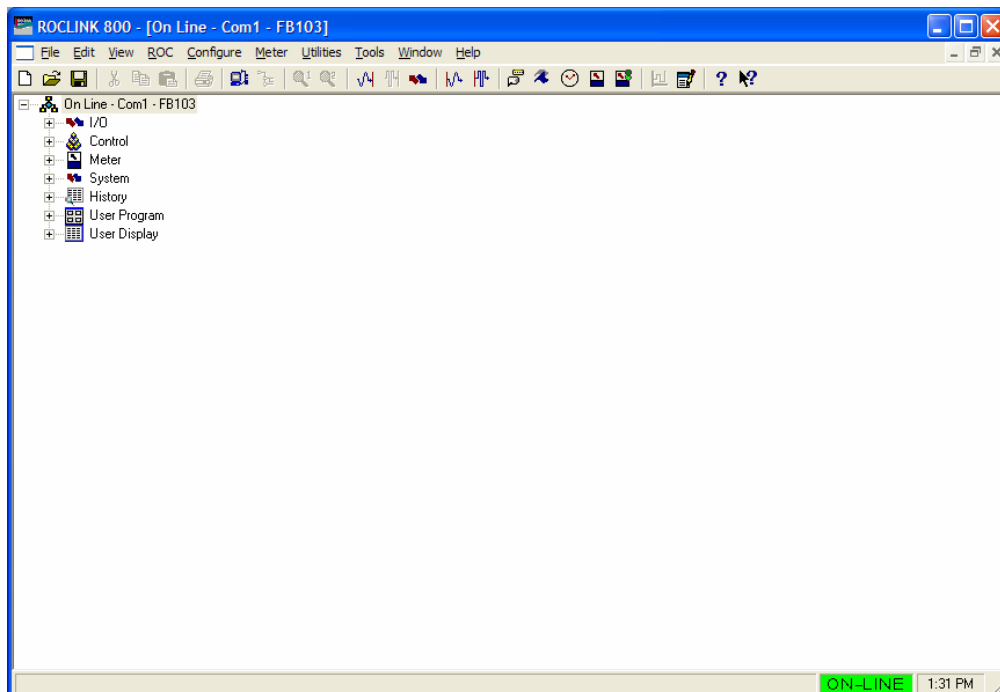 ROCLINK 800 - [On Line - Com1 - FB103]
File Edit View ROC Configure Meter Utilities Tools Window Help
On Line - Com1 - FB103
I/O
Control
Meter
System
History
User Program
User Display
ON-LINE 1:31 PM